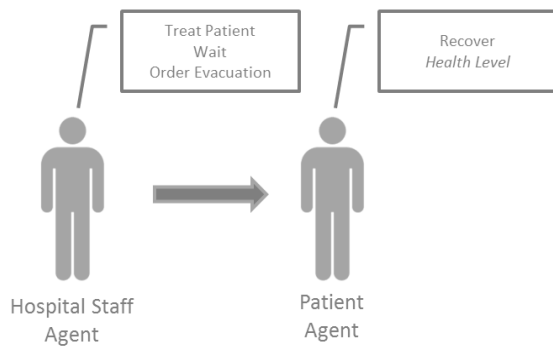 Treat Patient
Wait
Order Evacuation
Recover
Health Level
Hospital Staff
Agent
Patient
Agent